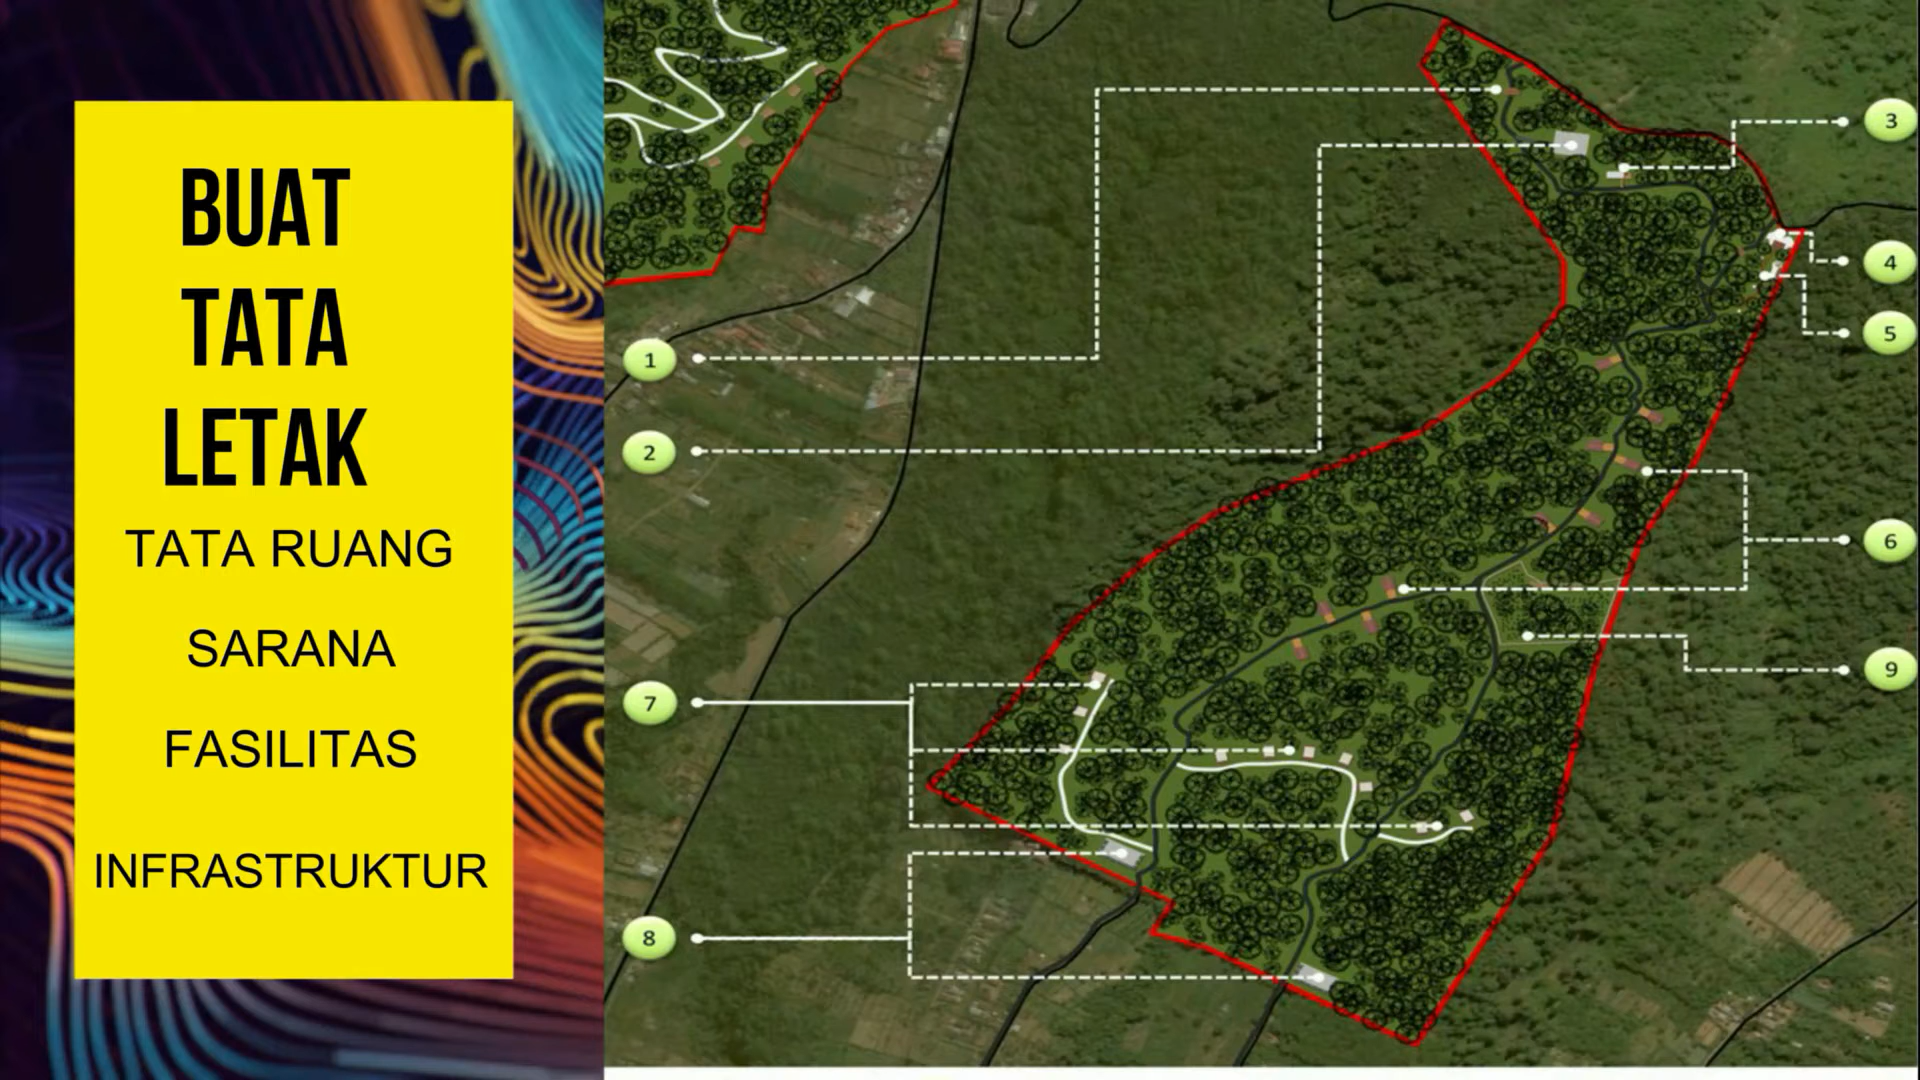 BUAT
TATA
LETAK
TATA RUANG
SARANA
FASILITAS
INFRASTRUKTUR
1
2
7
8
3
4
5
6
9